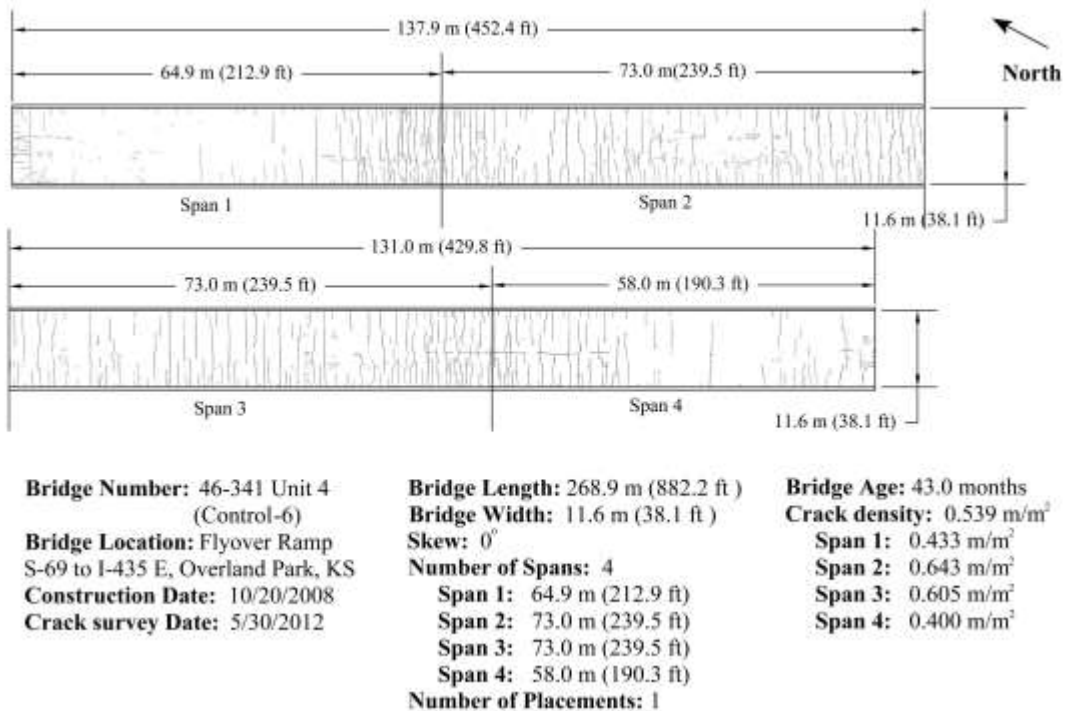 137.9 m (452.4 ft)
64.9 m (212.9 ft)
73.0 m(239.5 ft)
North
Span 1
Span 2
11.6 m (38.1 ft)
131.0 m (429.8 ft)
73.0 m (239.5 ft)
58.0 m (190.3 ft)
Span 3
Span 4
11.6 m (38.1 ft)
Bridge Number: 46-341 Unit 4
(Control-6)
Bridge Location: Flyover Ramp
S-69 to I-435 E, Overland Park, KS
Construction Date: 10/20/2008
Crack survey Date: 5/30/2012
Bridge Length: 268.9 m (882.2 ft )
Bridge Width: 11.6 m (38.1 ft )
Skew: 0°
Number of Spans: 4
Span 1: 64.9 m (212.9 ft)
Span 2: 73.0 m (239.5 ft)
Span 3: 73.0 m (239.5 ft)
Span 4: 58.0 m (190.3 ft)
Number of Placements: 1
Bridge Age: 43.0 months
Crack density: 0.539 m/m²
Span 1: 0.433 m/m²
Span 2: 0.643 m/m²
Span 3: 0.605 m/m²
Span 4: 0.400 m/m²